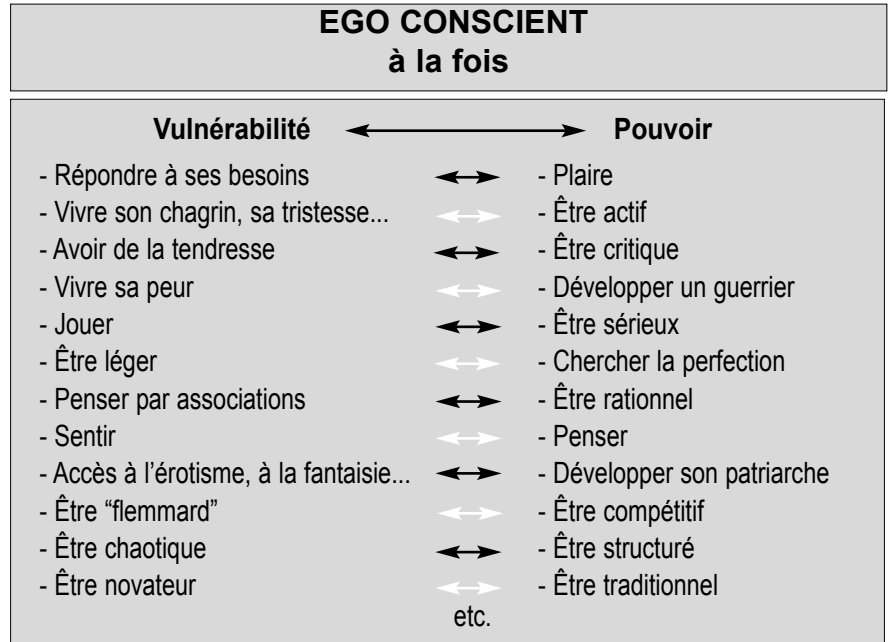 EGO CONSCIENT
à la fois
Vulnérabilité Pouvoir
- Répondre à ses besoins - Plaire
- Vivre son chagrin, sa tristesse... - Être actif
- Avoir de la tendresse - Être critique
- Vivre sa peur - Développer un guerrier
- Jouer - Être sérieux
- Être léger - Chercher la perfection
- Penser par associations - Être rationnel
- Sentir - Penser
- Accès à l’érotisme, à la fantaisie... - Développer son patriarche
- Être “flemmard” - Être compétitif
- Être chaotique - Être structuré
- Être novateur - Être traditionnel
etc.